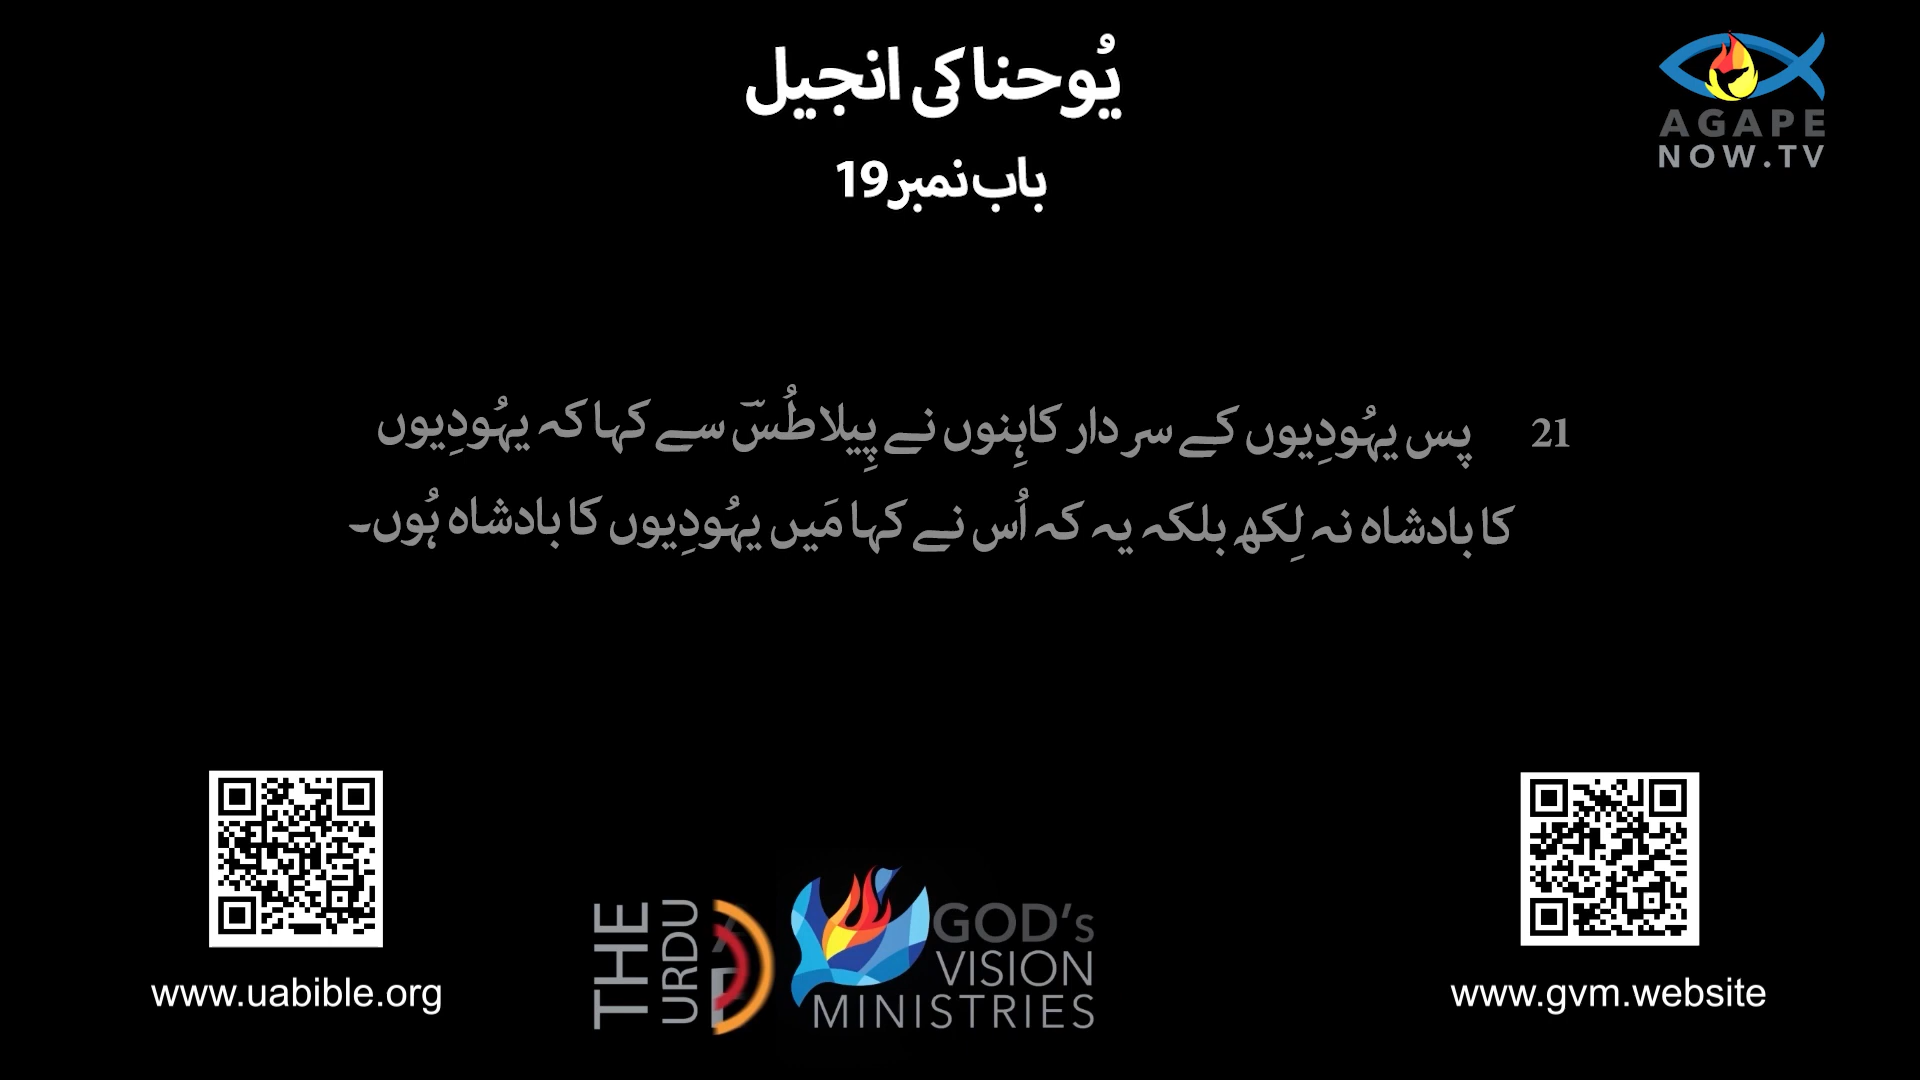 یُوحنا کی انجیل
باب نمبر 19
AGAPE
NOW.TV
21 پس یہُودِیوں کے سردار کاہِنوں نے پِیلاطُسؔ سے کہا کہ یہُودِیوں
کا بادشاہ نہ لِکھ بلکہ یہ کہ اُس نے کہا مَیں یہُودِیوں کا بادشاہ ہُوں۔
www.uabible.org
THE
URDU
GOD's
VISION
MINISTRIES
www.gvm.website